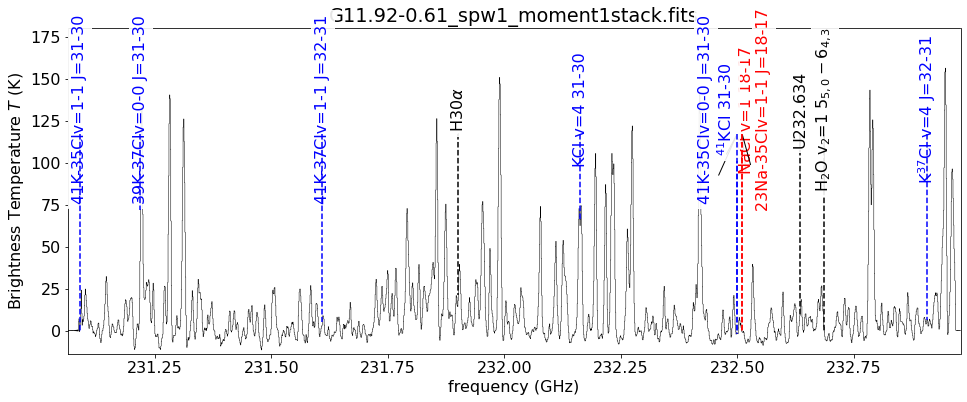 G11.92-0.61_spw1_moment1stack.fits
41K-35Clv=1-1 J=31-30
39K-37Clv=0-0 J=31-30
41K-37Clv=1-1 J=32-31
H30α
KCl v=4 31-30
41K-35Clv=0-0 J=31-30
⁴¹KCl 31-30
NaCl v=1 18-17
23Na-35Clv=1-1 J=18-17
U232.634
H₂O v₂=1 5₅,₀ − 6₄,₃
K³⁷Cl v=4 J=32-31
Brightness Temperature T (K)
175
150
125
100
75
50
25
0
231.25 231.50 231.75 232.00 232.25 232.50 232.75
frequency (GHz)